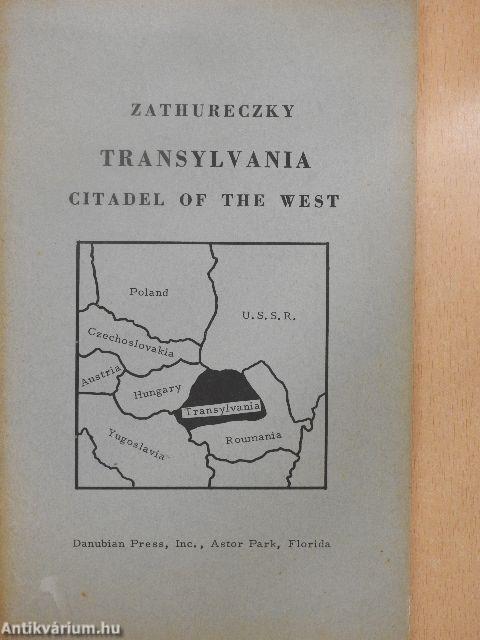 ZATHURECZKY
TRANSYLVANIA
CITADEL OF THE WEST
Poland
U.S.S.R.
Czechoslovakia
Austria
Hungary
Transylvania
Yugoslavia
Roumania
Danubian Press, Inc., Astor Park, Florida
Antikvárium.hu